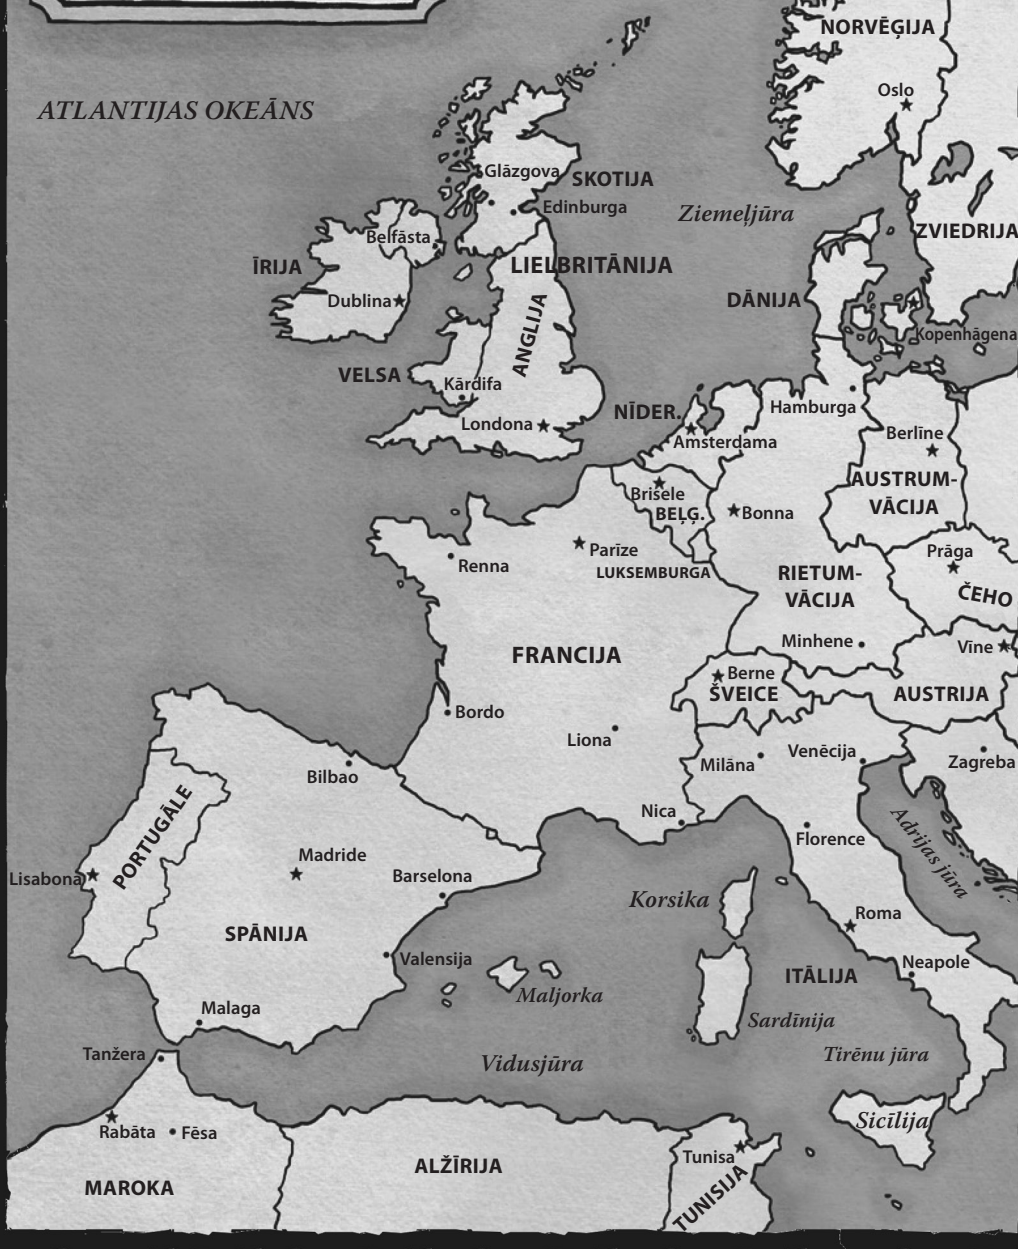 NORVĒĢIJA
Oslo
ATLANTIJAS OKEĀNS
Glāzgova
SKOTIJA
Edinburga
Ziemeļjūra
ZVIEDRIJA
Belfāsta
ĪRIJA
LIELBRITĀNIJA
Dublina
DĀNIJA
ANGLIJA
Kopenhāgena
VELSA
Kārdifa
Londona
NĪDER.
Hamburga
Amsterdama
Berlīne
AUSTRUM-
VĀCIJA
Brisele
BEĻĢ.
Bonna
Renna
Parīze
LUKSEMBURGA
Prāga
RIETUM-
VĀCIJA
ČEHO
Minhene
Vīne
FRANCIJA
Berne
ŠVEICE
AUSTRIJA
Bordo
Liona
Milāna
Venēcija
Zagreba
Bilbao
Nica
Florence
Adrijas jūra
PORTUGĀLE
Lisabona
Madride
Barselona
Korsika
Roma
SPĀNIJA
Valensija
Neapole
ITĀLIJA
Maljorka
Malaga
Sardīnija
Tanžera
Vidusjūra
Tirēnu jūra
Rabāta
Fēsa
Sicīlija
Tunisa
ALŽĪRIJA
MAROKA
TUNISIJA